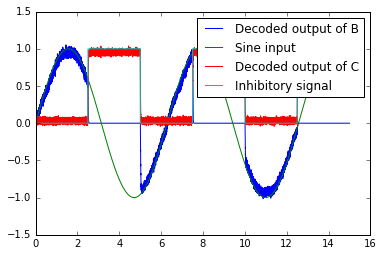 1.5
1.0
0.5
0.0
−0.5
−1.0
−1.5
0 2 4 6 8 10 12 14 16
Decoded output of B
Sine input
Decoded output of C
Inhibitory signal